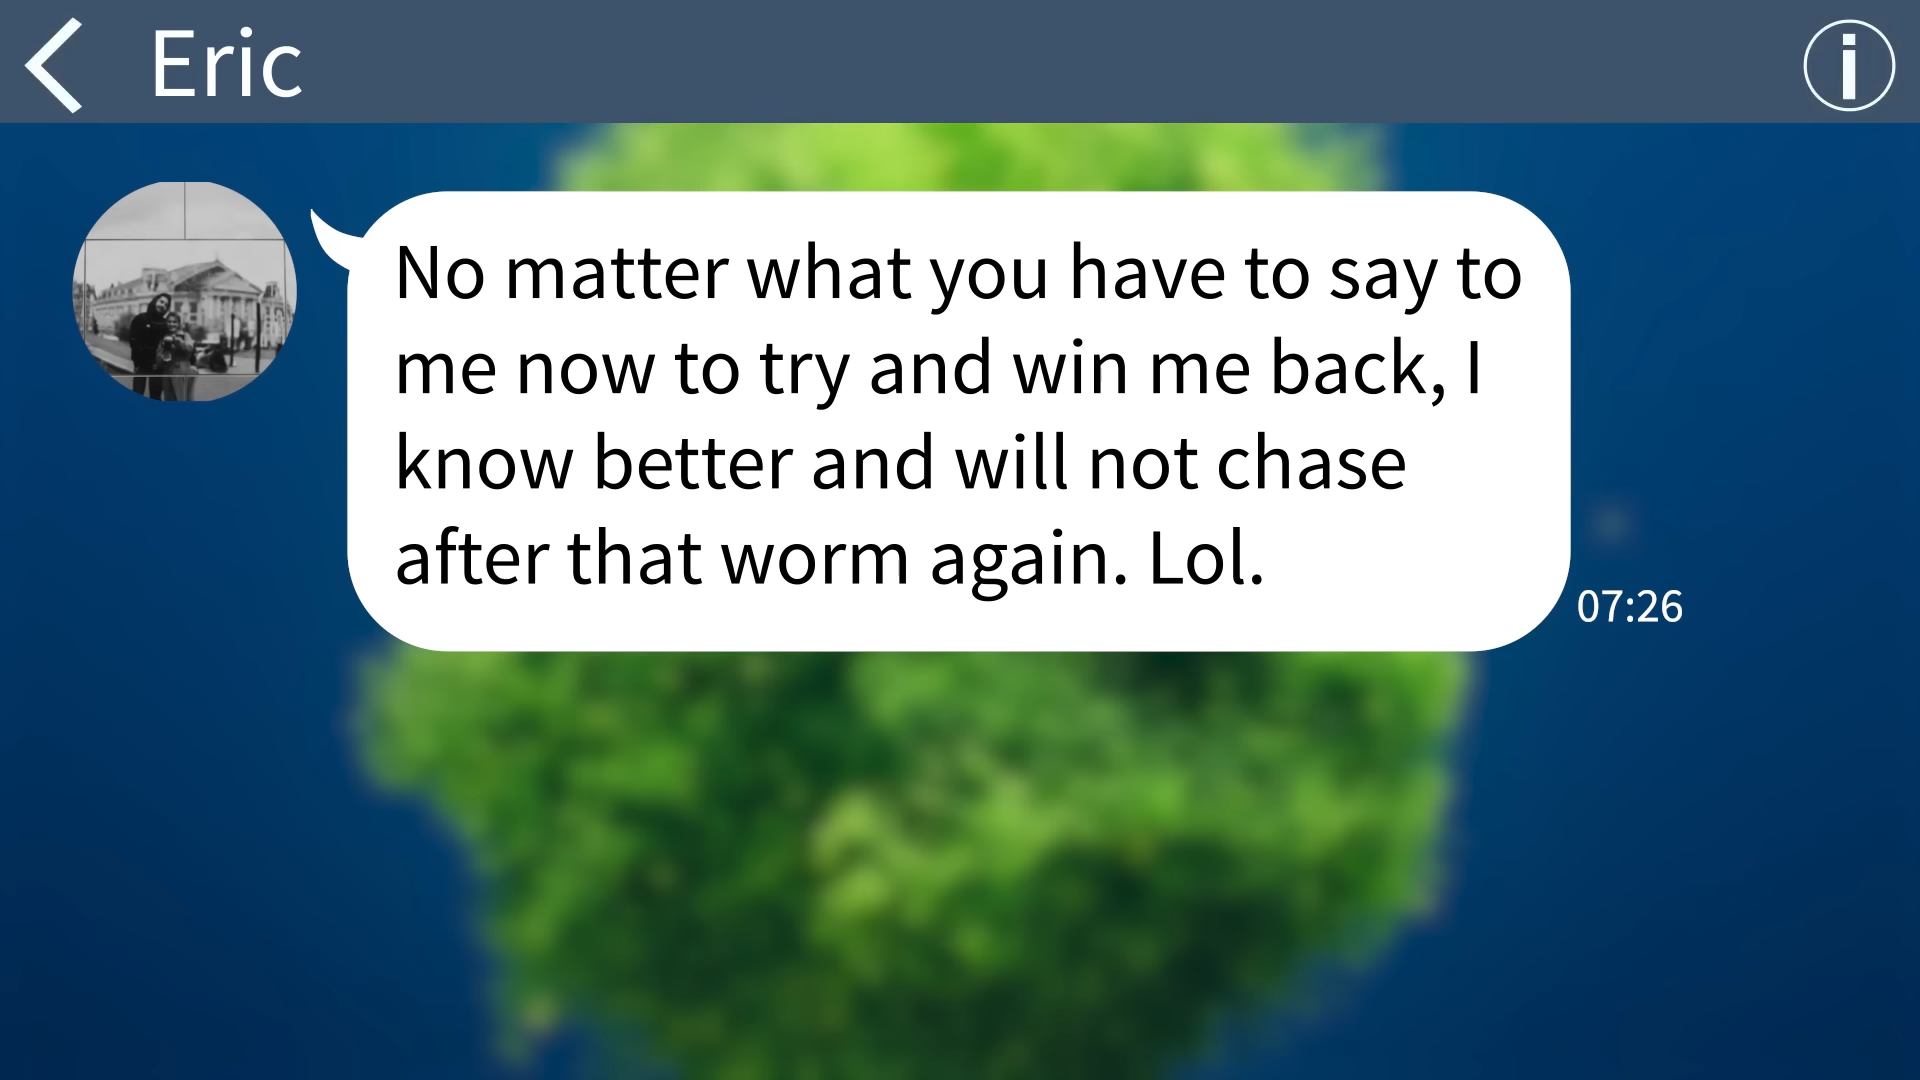 Eric
No matter what you have to say to
me now to try and win me back, I
know better and will not chase
after that worm again. Lol.
07:26